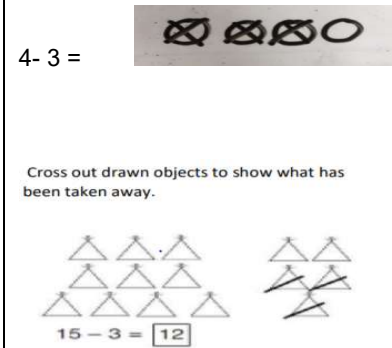 4- 3 =
Cross out drawn objects to show what has
been taken away.
15 – 3 = 12